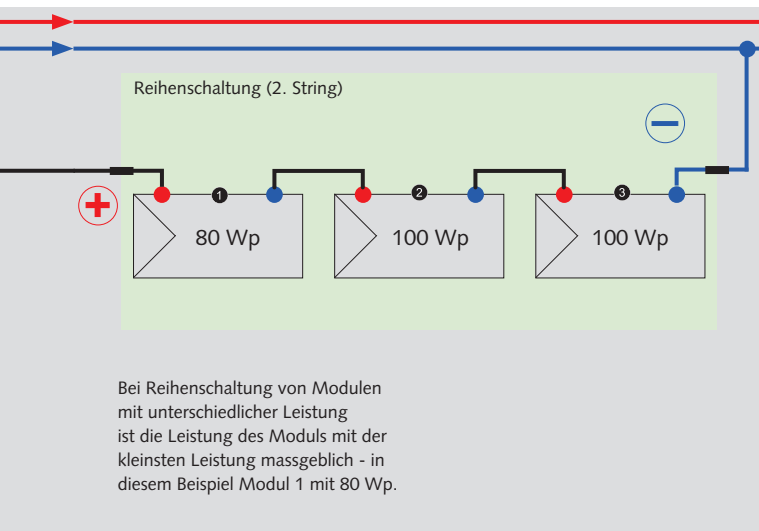 Reihenschaltung (2. String)
1
2
3
80 Wp
100 Wp
100 Wp
Bei Reihenschaltung von Modulen
mit unterschiedlicher Leistung
ist die Leistung des Moduls mit der
kleinsten Leistung massgeblich - in
diesem Beispiel Modul 1 mit 80 Wp.